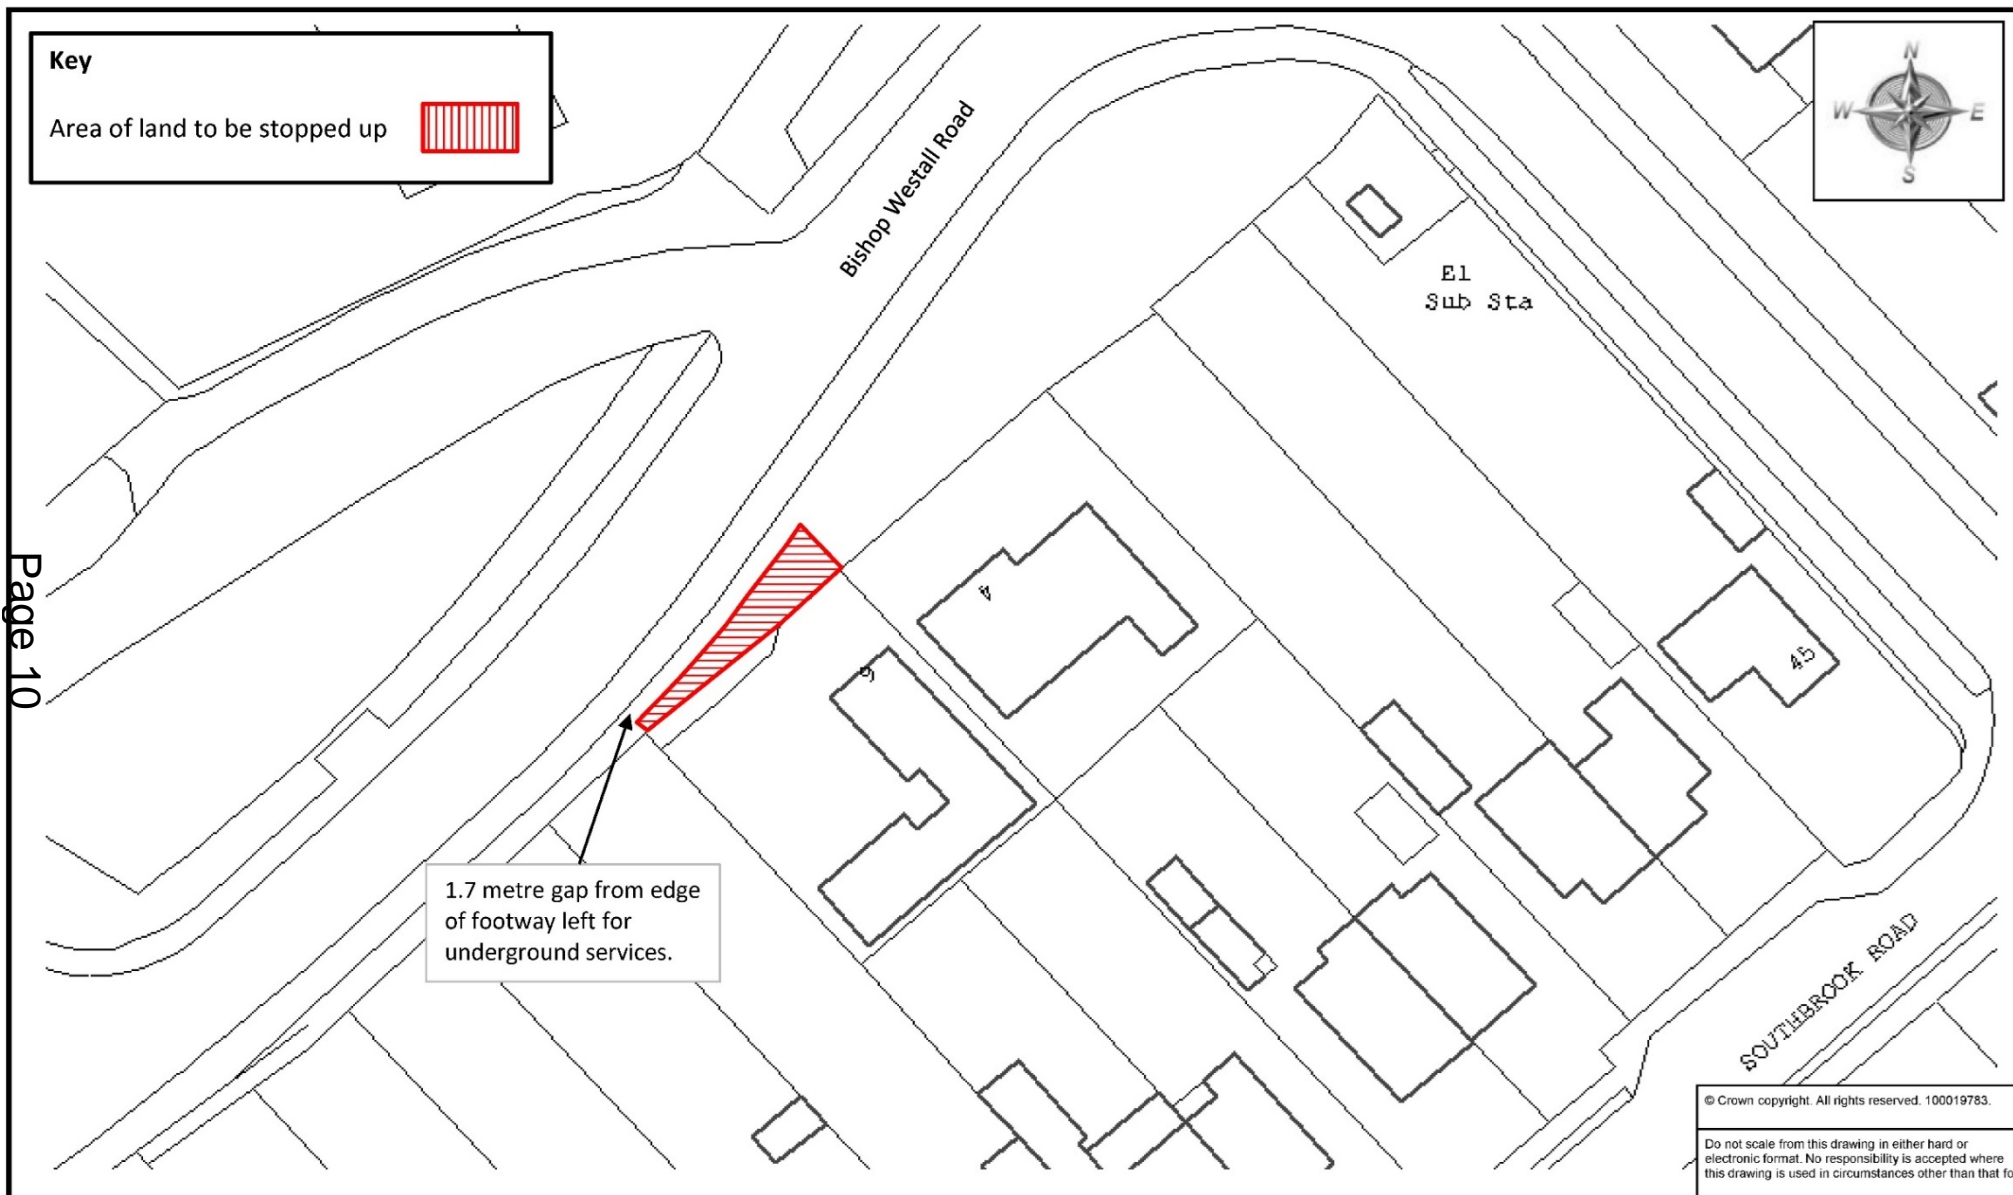 Key
Area of land to be stopped up
Bishop Westall Road
N
W
E
S
El
Sub Sta
4
6
45
Page 10
1.7 metre gap from edge
of footway left for
underground services.
SOUTHBROOK ROAD
© Crown copyright. All rights reserved. 100019783.
Do not scale from this drawing in either hard or
electronic format. No responsibility is accepted where
this drawing is used in circumstances other than that fo